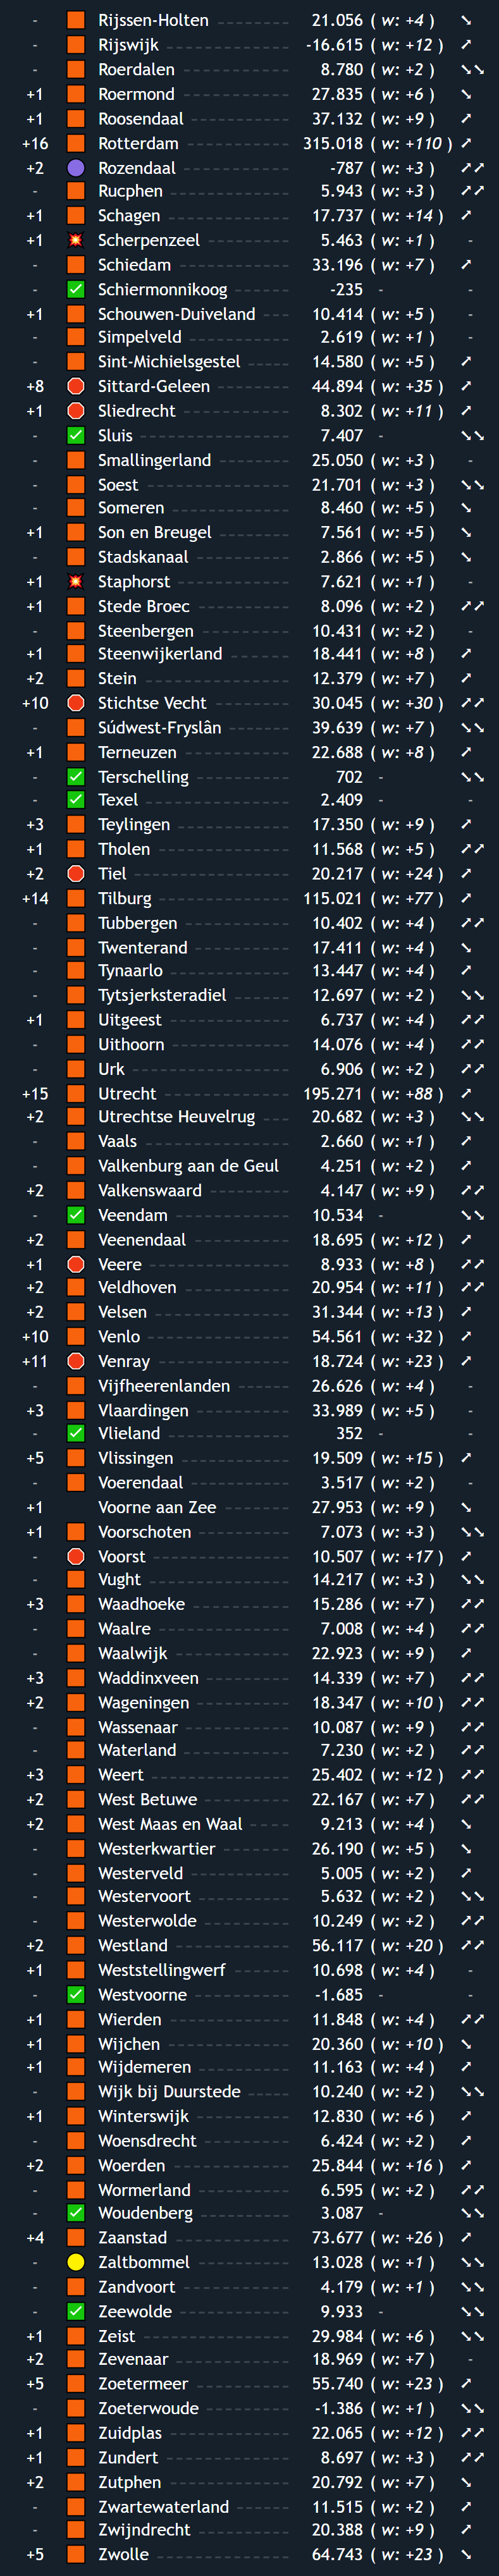 - Rijssen-Holten 21.056 ( w: +4 )
- Rijswijk -16.615 ( w: +12 )
- Roerdalen 8.780 ( w: +2 )
+1 Roermond 27.835 ( w: +6 )
+1 Roosendaal 37.132 ( w: +9 )
+16 Rotterdam 315.018 ( w: +110 )
+2 Rozendaal -787 ( w: +3 )
- Rucphen 5.943 ( w: +3 )
+1 Schagen 17.737 ( w: +14 )
+1 Scherpenzeel 5.463 ( w: +1 ) -
- Schiedam 33.196 ( w: +7 )
- Schiermonnikoog -235 - -
+1 Schouwen-Duiveland 10.414 ( w: +5 ) -
- Simpelveld 2.619 ( w: +1 ) -
- Sint-Michielsgestel 14.580 ( w: +5 )
+8 Sittard-Geleen 44.894 ( w: +35 )
+1 Sliedrecht 8.302 ( w: +11 )
- Sluis 7.407 -
- Smallingerland 25.050 ( w: +3 ) -
- Soest 21.701 ( w: +3 )
- Someren 8.460 ( w: +5 )
+1 Son en Breugel 7.561 ( w: +5 )
- Stadskanaal 2.866 ( w: +5 )
+1 Staphorst 7.621 ( w: +1 ) -
+1 Stede Broec 8.096 ( w: +2 )
- Steenbergen 10.431 ( w: +2 ) -
+1 Steenwijkerland 18.441 ( w: +8 )
+2 Stein 12.379 ( w: +7 )
+10 Stichtse Vecht 30.045 ( w: +30 )
- Súdwest-Fryslân 39.639 ( w: +7 )
+1 Terneuzen 22.688 ( w: +8 )
- Terschelling 702 -
- Texel 2.409 - -
+3 Teylingen 17.350 ( w: +9 )
+1 Tholen 11.568 ( w: +5 )
+2 Tiel 20.217 ( w: +24 )
+14 Tilburg 115.021 ( w: +77 )
- Tubbergen 10.402 ( w: +4 )
- Twenterand 17.411 ( w: +4 )
- Tynaarlo 13.447 ( w: +4 )
- Tytsjerksteradiel 12.697 ( w: +2 )
+1 Uitgeest 6.737 ( w: +4 )
- Uithoorn 14.076 ( w: +4 )
- Urk 6.906 ( w: +2 )
+15 Utrecht 195.271 ( w: +88 )
+2 Utrechtse Heuvelrug 20.682 ( w: +3 )
- Vaals 2.660 ( w: +1 )
- Valkenburg aan de Geul 4.251 ( w: +2 )
+2 Valkenswaard 4.147 ( w: +9 )
- Veendam 10.534 -
+2 Veenendaal 18.695 ( w: +12 )
+1 Veere 8.933 ( w: +8 )
+2 Veldhoven 20.954 ( w: +11 )
+2 Velsen 31.344 ( w: +13 )
+10 Venlo 54.561 ( w: +32 )
+11 Venray 18.724 ( w: +23 )
- Vijfheerenlanden 26.626 ( w: +4 ) -
+3 Vlaardingen 33.989 ( w: +5 ) -
- Vlieland 352 - -
+5 Vlissingen 19.509 ( w: +15 )
- Voerendaal 3.517 ( w: +2 ) -
+1 Voorne aan Zee 27.953 ( w: +9 )
+1 Voorschoten 7.073 ( w: +3 )
- Voorst 10.507 ( w: +17 )
- Vught 14.217 ( w: +3 )
+3 Waadhoeke 15.286 ( w: +7 )
- Waalre 7.008 ( w: +4 )
- Waalwijk 22.923 ( w: +9 )
+3 Waddinxveen 14.339 ( w: +7 )
+2 Wageningen 18.347 ( w: +10 )
- Wassenaar 10.087 ( w: +9 )
- Waterland 7.230 ( w: +2 )
+3 Weert 25.402 ( w: +12 )
+2 West Betuwe 22.167 ( w: +7 )
+2 West Maas en Waal 9.213 ( w: +4 )
- Westerkwartier 26.190 ( w: +5 )
- Westerveld 5.005 ( w: +2 )
- Westervoort 5.632 ( w: +2 )
- Westerwolde 10.249 ( w: +2 )
+2 Westland 56.117 ( w: +20 )
+1 Weststellingwerf 10.698 ( w: +4 ) -
- Westvoorne -1.685 - -
+1 Wierden 11.848 ( w: +4 )
+1 Wijchen 20.360 ( w: +10 )
+1 Wijdemeren 11.163 ( w: +4 )
- Wijk bij Duurstede 10.240 ( w: +2 )
+1 Winterswijk 12.830 ( w: +6 )
- Woensdrecht 6.424 ( w: +2 )
+2 Woerden 25.844 ( w: +16 )
- Wormerland 6.595 ( w: +2 )
- Woudenberg 3.087 -
+4 Zaanstad 73.677 ( w: +26 )
- Zaltbommel 13.028 ( w: +1 )
- Zandvoort 4.179 ( w: +1 )
- Zeewolde 9.933 -
+1 Zeist 29.984 ( w: +6 )
+2 Zevenaar 18.969 ( w: +7 ) -
+5 Zoetermeer 55.740 ( w: +23 )
- Zoeterwoude -1.386 ( w: +1 )
+1 Zuidplas 22.065 ( w: +12 )
+1 Zundert 8.697 ( w: +3 )
+2 Zutphen 20.792 ( w: +7 )
- Zwartewaterland 11.515 ( w: +2 )
- Zwijndrecht 20.388 ( w: +9 )
+5 Zwolle 64.743 ( w: +23 )